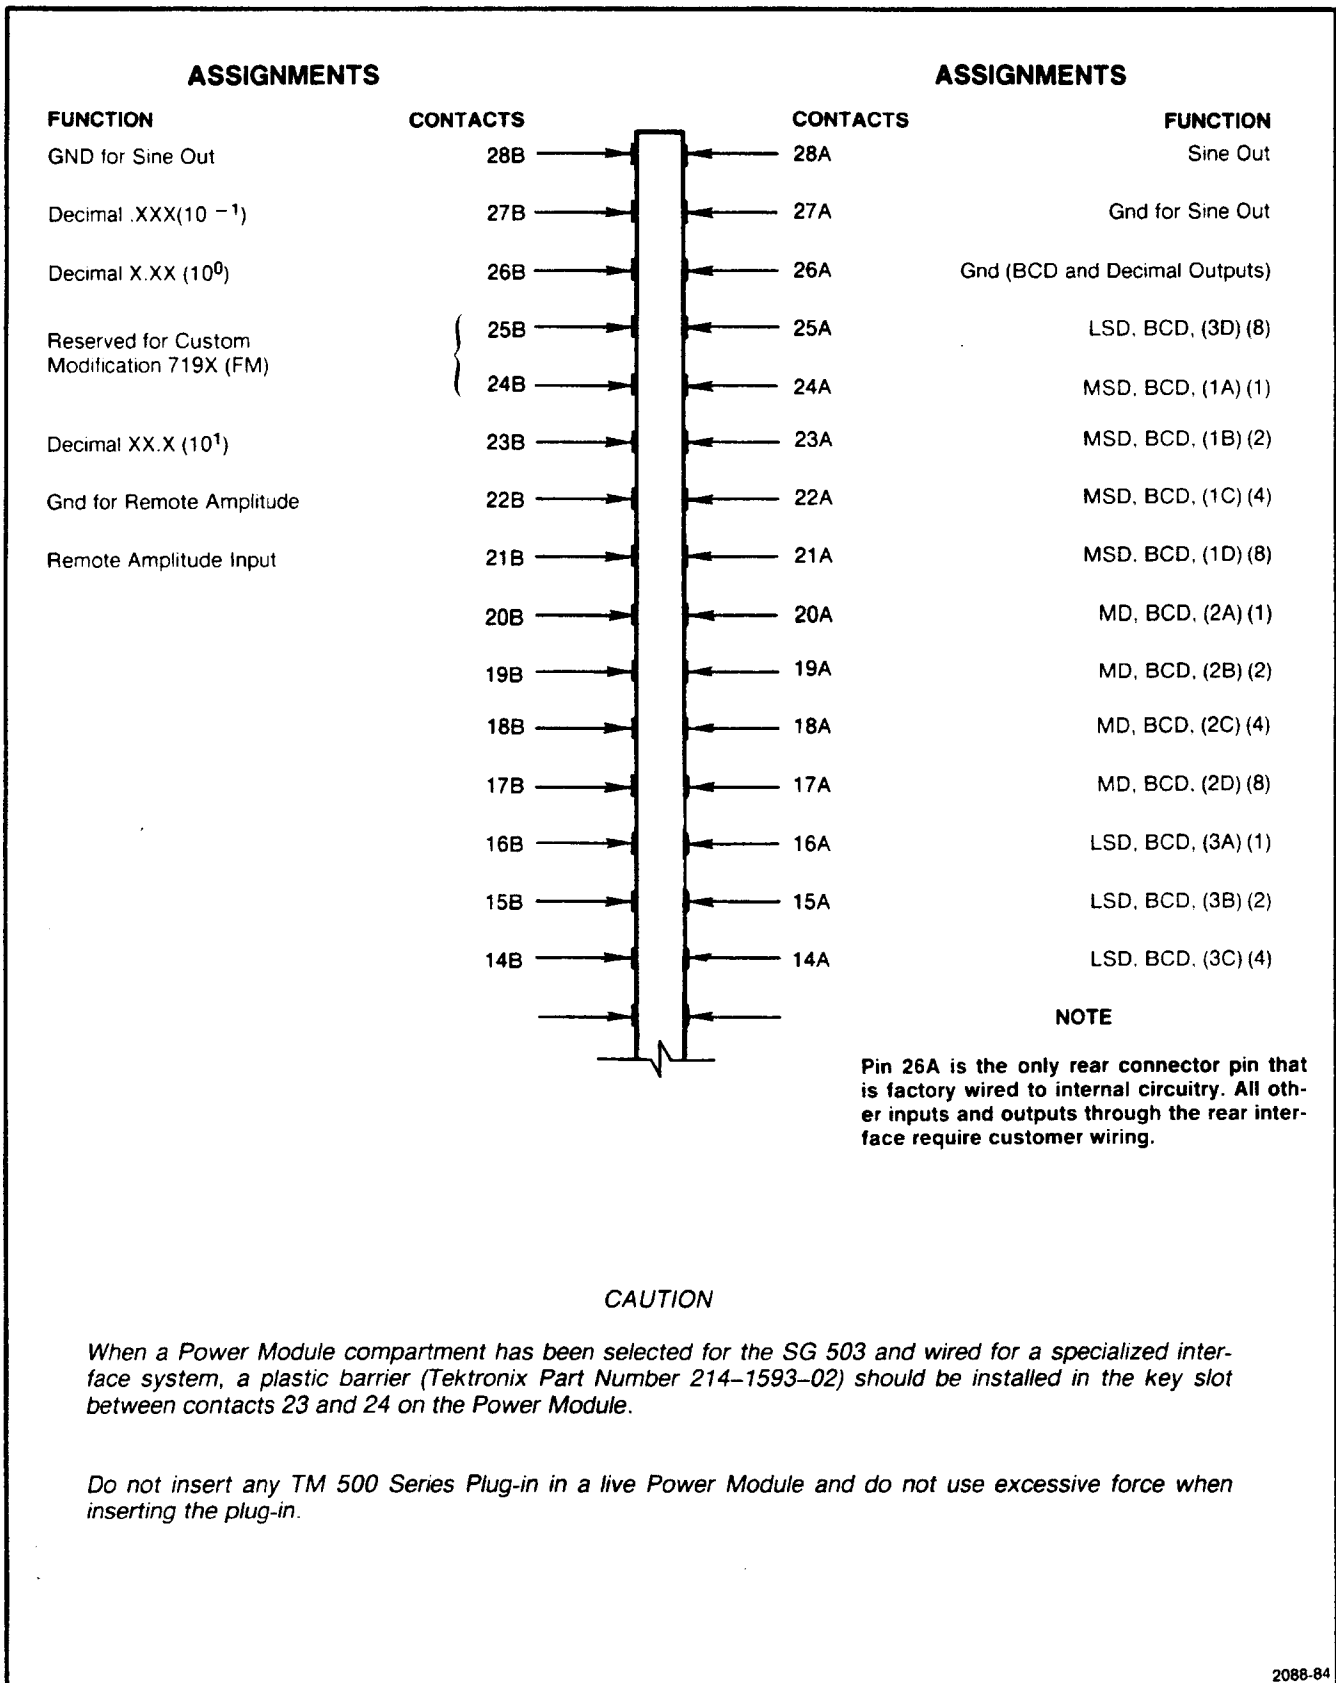 ASSIGNMENTS ASSIGNMENTS
FUNCTION CONTACTS CONTACTS FUNCTION
GND for Sine Out 28B 28A Sine Out
Decimal .XXX(10 −1) 27B 27A Gnd for Sine Out
Decimal X.XX (10⁰) 26B 26A Gnd (BCD and Decimal Outputs)
Reserved for Custom 25B 25A LSD, BCD, (3D) (8)
Modification 719X (FM) 24B 24A MSD, BCD, (1A) (1)
Decimal XX.X (10¹) 23B 23A MSD, BCD, (1B) (2)
Gnd for Remote Amplitude 22B 22A MSD, BCD, (1C) (4)
Remote Amplitude Input 21B 21A MSD, BCD, (1D) (8)
20B 20A MD, BCD, (2A) (1)
19B 19A MD, BCD, (2B) (2)
18B 18A MD, BCD, (2C) (4)
17B 17A MD, BCD, (2D) (8)
16B 16A LSD, BCD, (3A) (1)
15B 15A LSD, BCD, (3B) (2)
14B 14A LSD, BCD, (3C) (4)
NOTE
Pin 26A is the only rear connector pin that
is factory wired to internal circuitry. All oth-
er inputs and outputs through the rear inter-
face require customer wiring.
CAUTION
When a Power Module compartment has been selected for the SG 503 and wired for a specialized inter-
face system, a plastic barrier (Tektronix Part Number 214–1593–02) should be installed in the key slot
between contacts 23 and 24 on the Power Module.
Do not insert any TM 500 Series Plug-in in a live Power Module and do not use excessive force when
inserting the plug-in.
2088-84